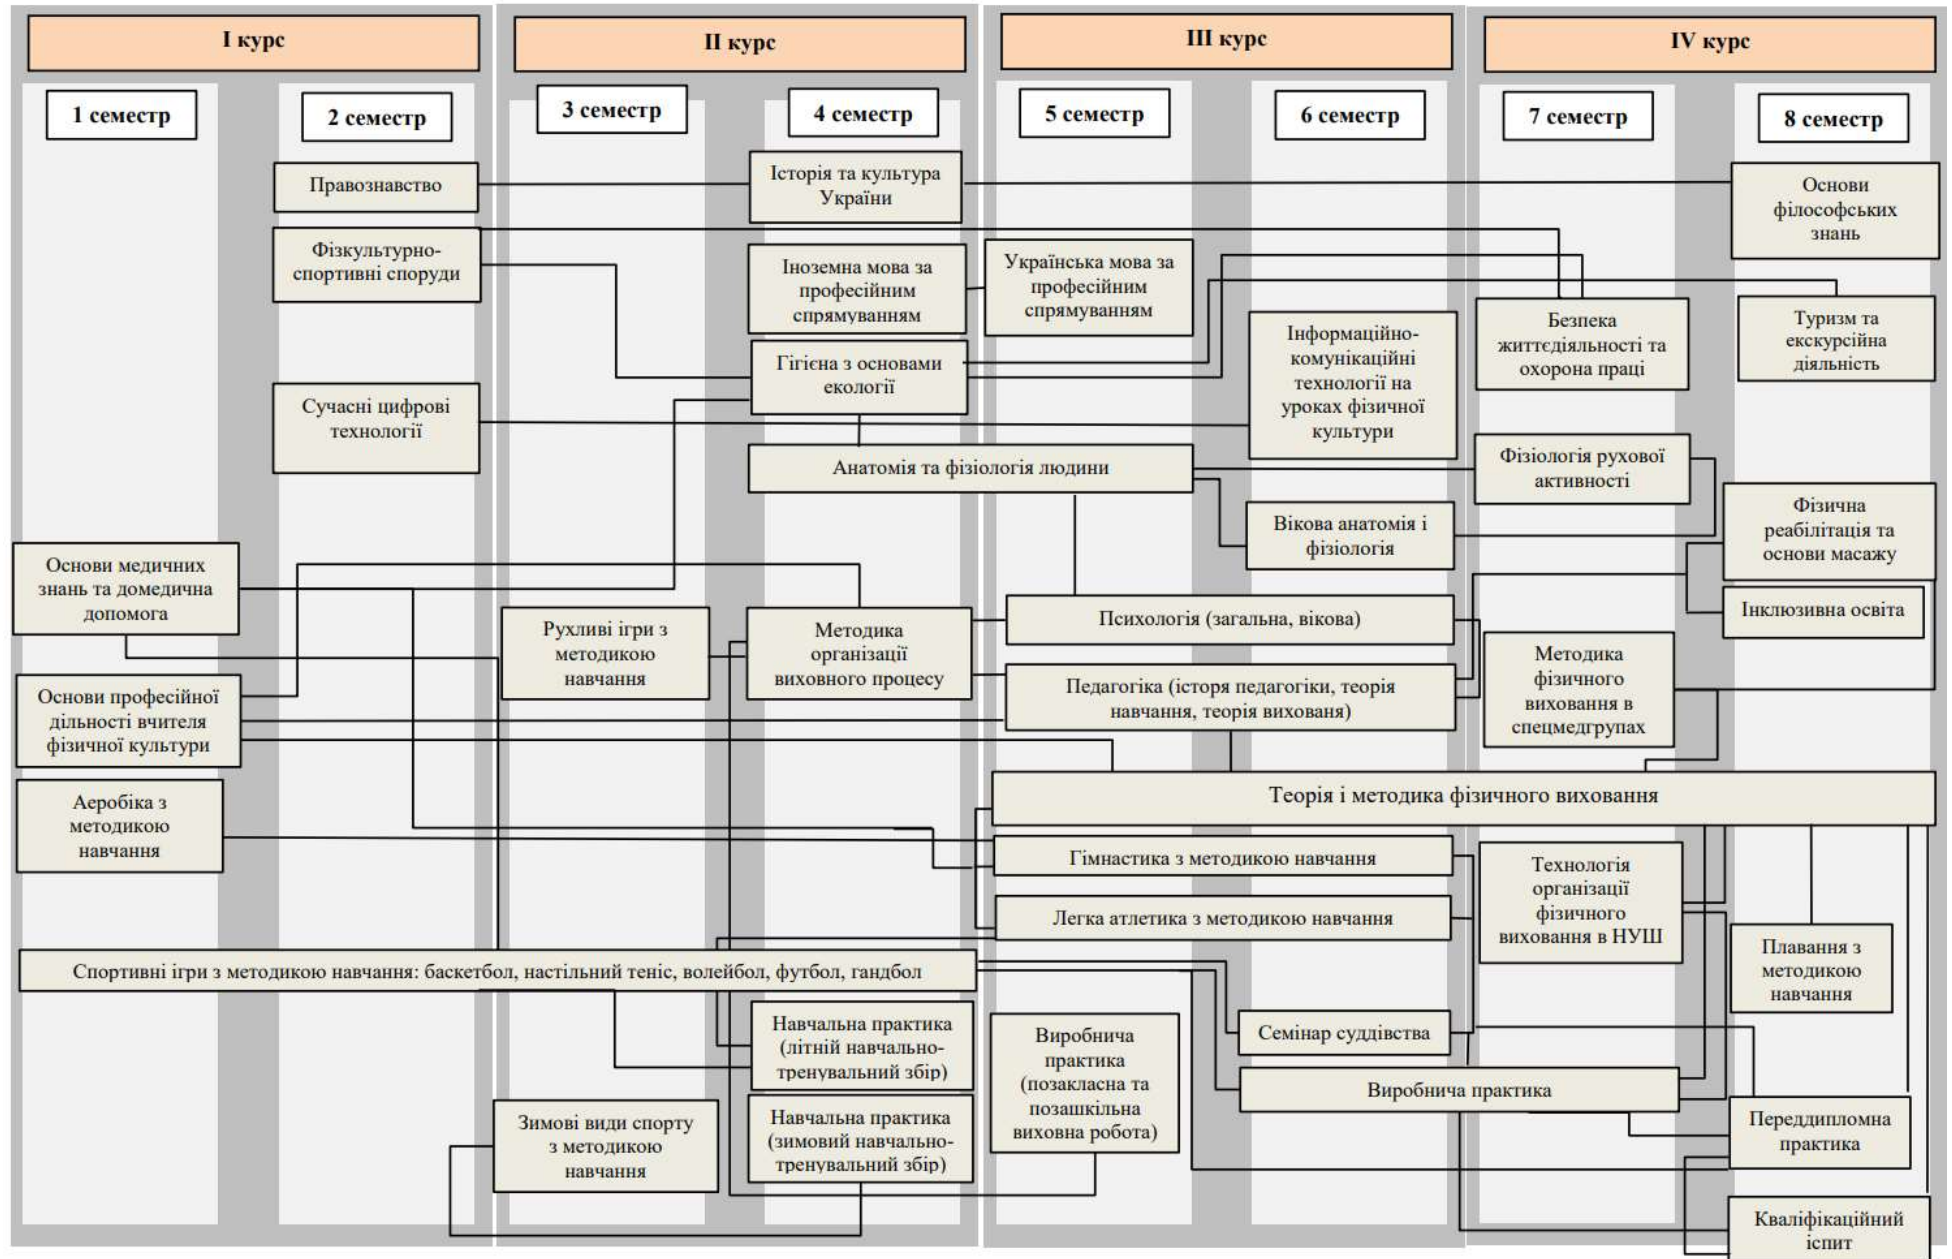 I курс
II курс
III курс
IV курс
1 семестр
2 семестр
3 семестр
4 семестр
5 семестр
6 семестр
7 семестр
8 семестр
Правознавство
Історія та культура
України
Основи
філософських
знань
Фізкультурно-
спортивні споруди
Іноземна мова за
професійним
спрямуванням
Українська мова за
професійним
спрямуванням
Безпека
життєдіяльності та
охорона праці
Туризм та
екскурсійна
діяльність
Інформаційно-
комунікаційні
технології на
уроках фізичної
культури
Гігієна з основами
екології
Сучасні цифрові
технології
Анатомія та фізіологія людини
Фізіологія рухової
активності
Вікова анатомія і
фізіологія
Фізична
реабілітація та
основи масажу
Основи медичних
знань та домедична
допомога
Рухливі ігри з
методикою
навчання
Методика
організації
виховного процесу
Психологія (загальна, вікова)
Інклюзивна освіта
Методика
фізичного
виховання в
спецмедгрупах
Основи професійної
дільності вчителя
фізичної культури
Педагогіка (історя педагогіки, теорія
навчання, теорія вихованя)
Аеробіка з
методикою
навчання
Теорія і методика фізичного виховання
Гімнастика з методикою навчання
Технологія
організації
фізичного
виховання в НУШ
Легка атлетика з методикою навчання
Плавання з
методикою
навчання
Спортивні ігри з методикою навчання: баскетбол, настільний теніс, волейбол, футбол, гандбол
Навчальна практика
(літній навчально-
тренувальний збір)
Виробнича
практика
(позакласна та
позашкільна
виховна робота)
Семінар суддівства
Виробнича практика
Зимові види спорту
з методикою
навчання
Навчальна практика
(зимовий навчально-
тренувальний збір)
Переддипломна
практика
Кваліфікаційний
іспит